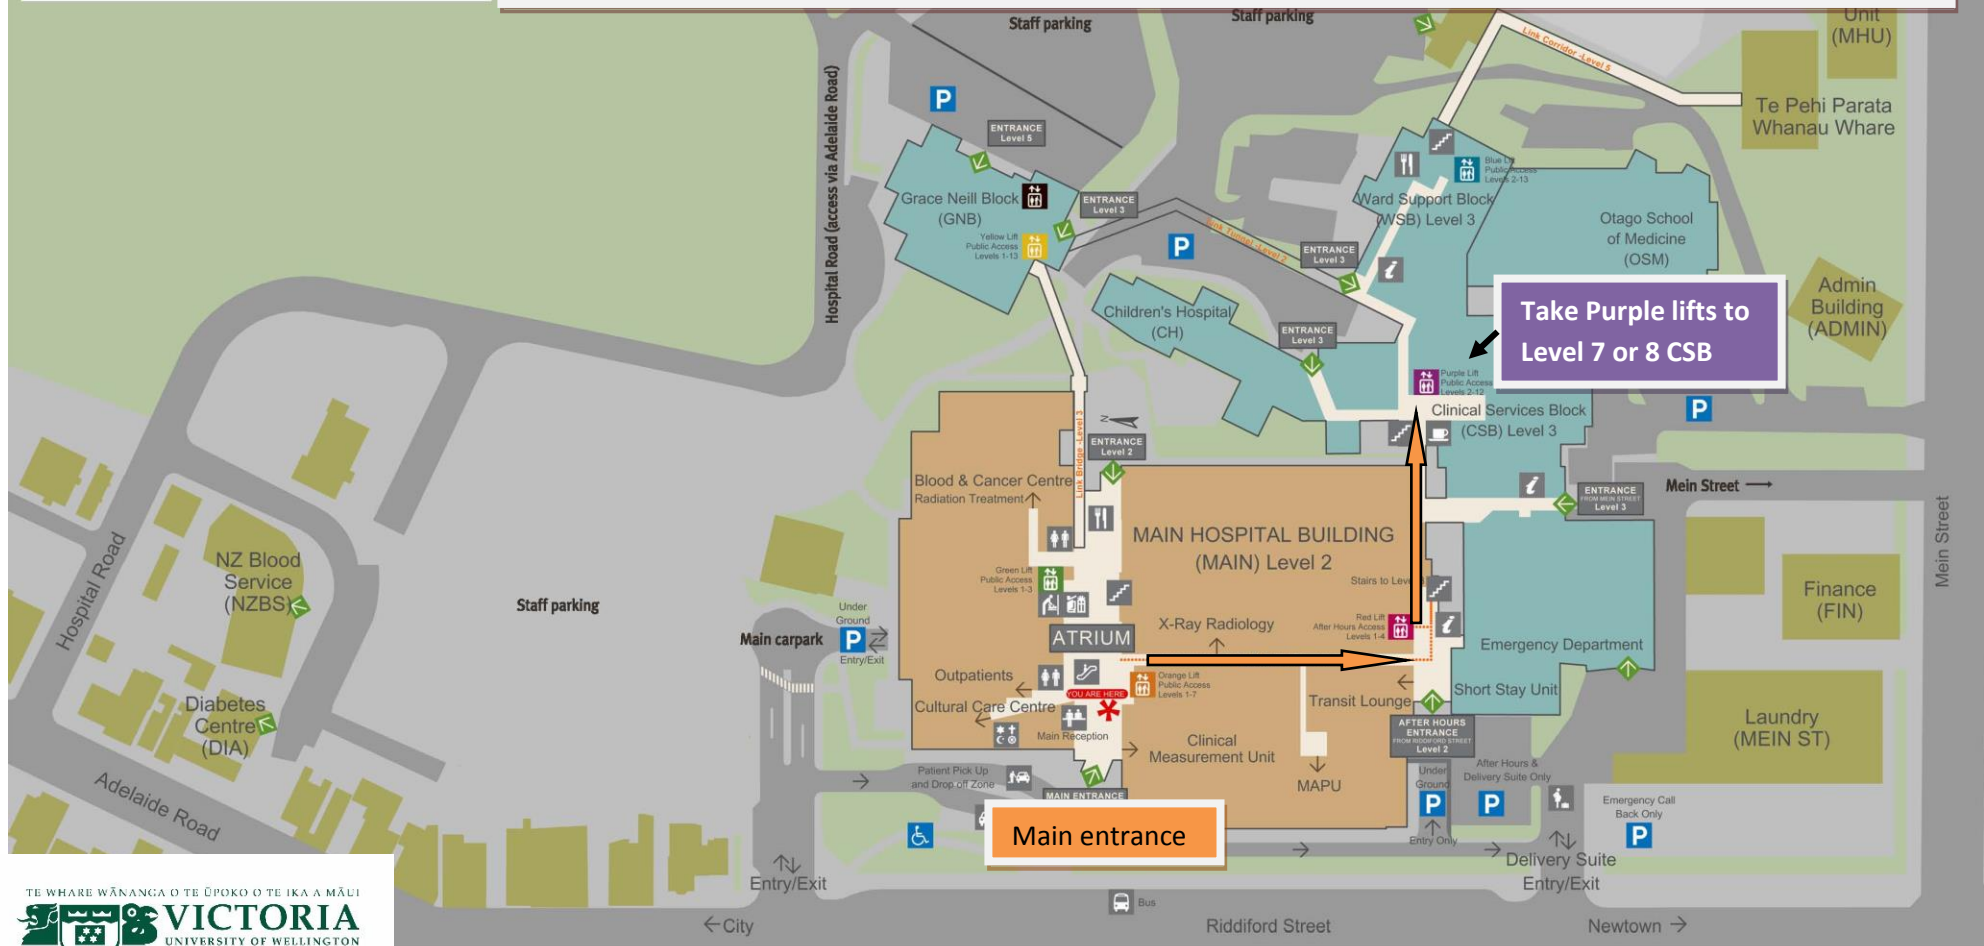 Staff parking
Staff parking
Unit
(MHU)
Link Corridor -Level 5
Te Pehi Parata
Whanau Whare
Hospital Road (access via Adelaide Road)
P
ENTRANCE
Level 5
Grace Neill Block
(GNB)
ENTRANCE
Level 3
Yellow Lift
Public Access
Levels 1-13
Link Tunnel -Level 2
P
ENTRANCE
Level 3
Blue Lift
Public Access
Levels 2-13
Ward Support Block
(WSB) Level 3
i
Otago School
of Medicine
(OSM)
Admin
Building
(ADMIN)
Children's Hospital
(CH)
ENTRANCE
Level 3
Take Purple lifts to
Level 7 or 8 CSB
Purple Lift
Public Access
Levels 2-12
Clinical Services Block
(CSB) Level 3
P
N
ENTRANCE
Level 2
Link Bridge -Level 3
Blood & Cancer Centre
Radiation Treatment
i
ENTRANCE
FROM MEIN STREET
Level 3
Mein Street
Mein Street
MAIN HOSPITAL BUILDING
(MAIN) Level 2
Green Lift
Public Access
Levels 1-3
Stairs to Level
Finance
(FIN)
Hospital Road
NZ Blood
Service
(NZBS)
Staff parking
Main carpark
Under
Ground
P
Entry/Exit
ATRIUM
X-Ray Radiology
Red Lift
After Hours Access
Levels 1-4
i
Emergency Department
Outpatients
Orange Lift
Public Access
Levels 1-7
YOU ARE HERE
Cultural Care Centre
Main Reception
Transit Lounge
Short Stay Unit
Diabetes
Centre
(DIA)
Clinical
Measurement Unit
MAPU
AFTER HOURS
ENTRANCE
FROM RIDDIFORD STREET
Level 2
Laundry
(MEIN ST)
Adelaide Road
Patient Pick Up
and Drop off Zone
MAIN ENTRANCE
Main entrance
Under
Ground
P
Entry Only
After Hours &
Delivery Suite Only
P
Emergency Call
Back Only
P
Entry/Exit
Delivery Suite
Entry/Exit
Bus
City
Riddiford Street
Newtown
TE WHARE WĀNANGA O TE ŪPOKO O TE IKA A MĀUI
VICTORIA
UNIVERSITY OF WELLINGTON